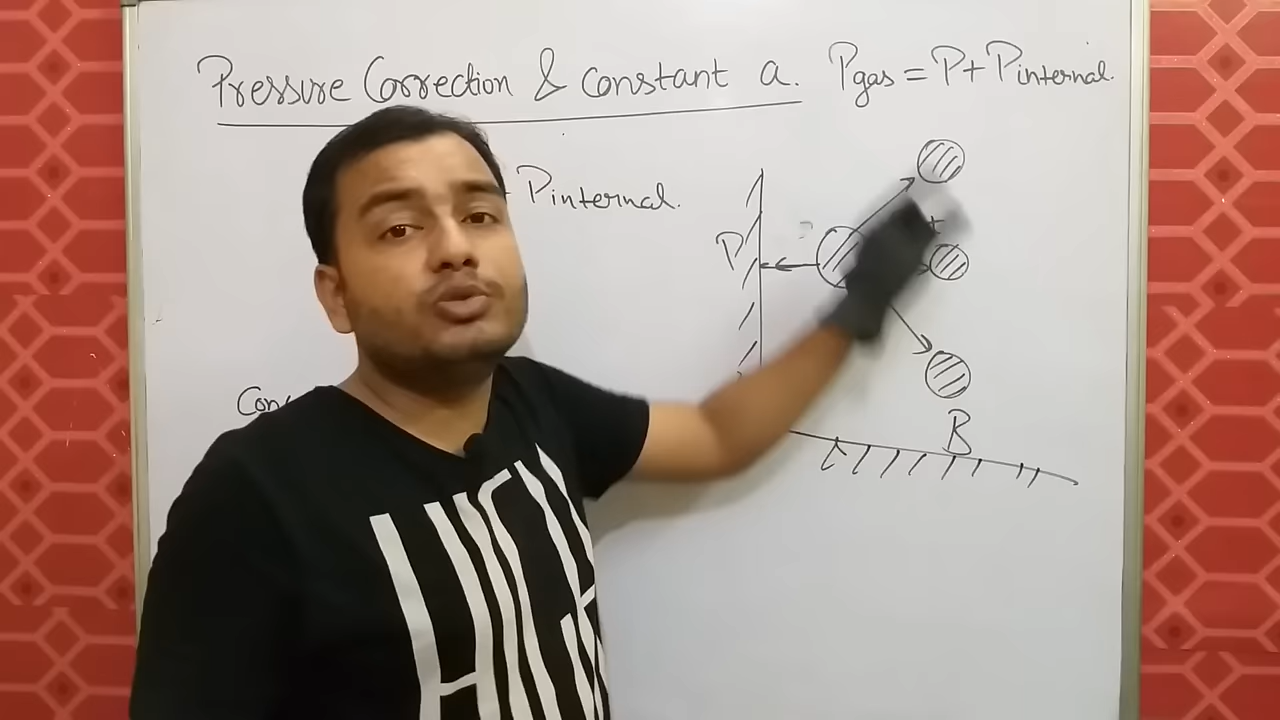 Pressure Correction & Constant a.
Pgas = P + Pinternal.
Pinternal.
P
B